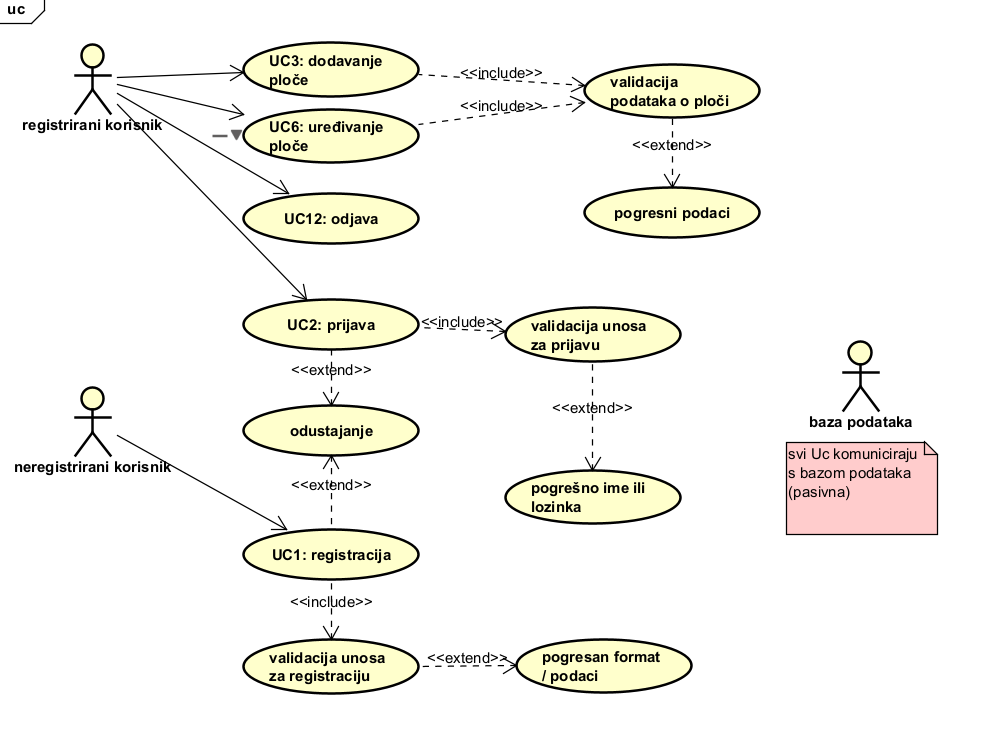 uc
UC3: dodavanje
ploče
<<include>>
validacija
podataka o ploči
registrirani korisnik
UC6: uređivanje
ploče
<<include>>
<<extend>>
UC12: odjava
pogresni podaci
UC2: prijava
<<include>>
validacija unosa
za prijavu
<<extend>>
<<extend>>
odustajanje
baza podataka
svi Uc komuniciraju
s bazom podataka
(pasivna)
neregistrirani korisnik
<<extend>>
pogrešno ime ili
lozinka
UC1: registracija
<<include>>
validacija unosa
za registraciju
<<extend>>
pogresan format
/ podaci